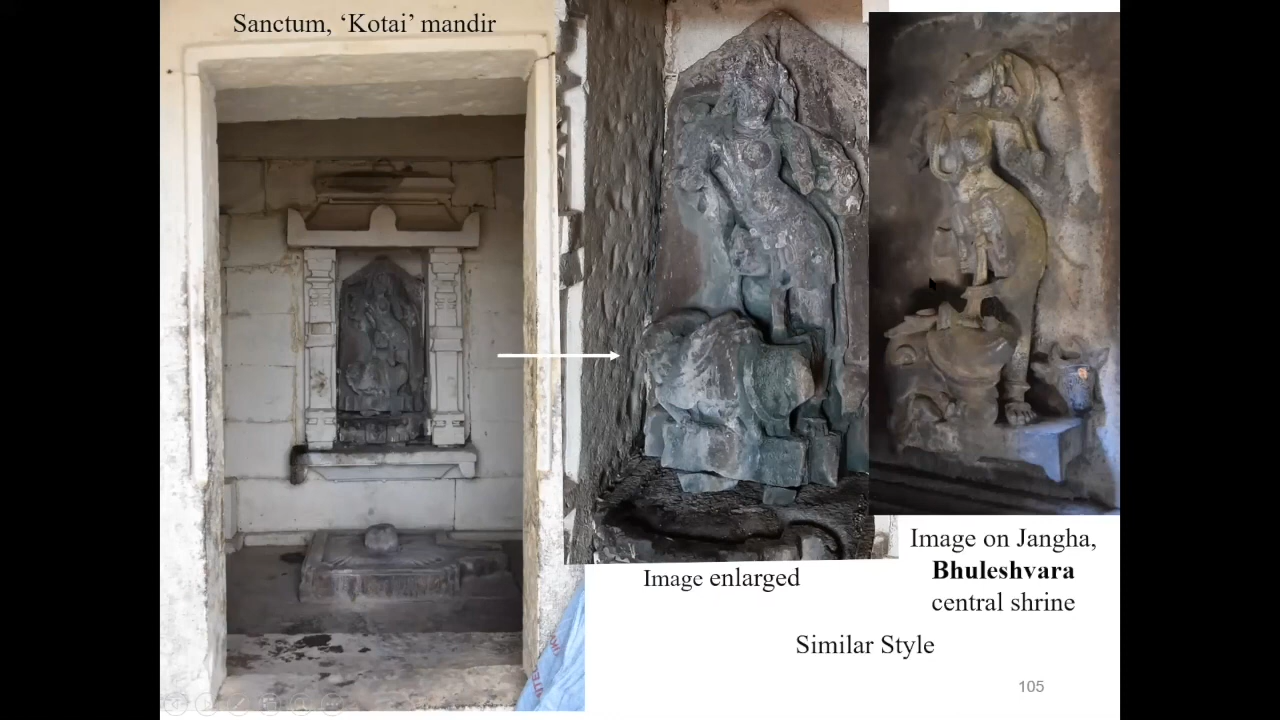 Sanctum, ‘Kotai’ mandir
Image enlarged
Image on Jangha,
Bhuleshvara
central shrine
Similar Style
105